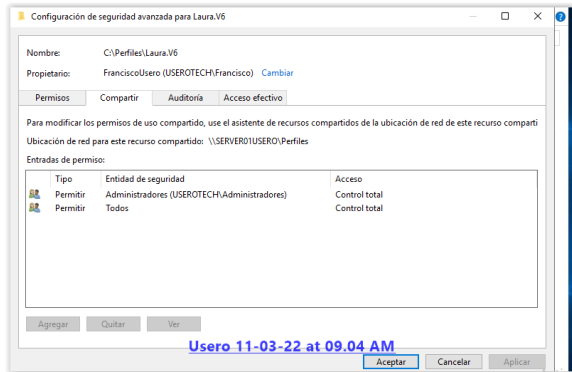 Configuración de seguridad avanzada para Laura.V6
Nombre: C:\Perfiles\Laura.V6
Propietario: FranciscoUsero (USEROTECH\Francisco) Cambiar
Permisos Compartir Auditoría Acceso efectivo
Para modificar los permisos de uso compartido, use el asistente de recursos compartidos de la ubicación de red de este recurso comparti
Ubicación de red para este recurso compartido: \\SERVER01USERO\Perfiles
Entradas de permiso:
Tipo Entidad de seguridad Acceso
Permitir Administradores (USEROTECH\Administradores) Control total
Permitir Todos Control total
Agregar Quitar Ver
Usero 11-03-22 at 09.04 AM
Aceptar Cancelar Aplicar